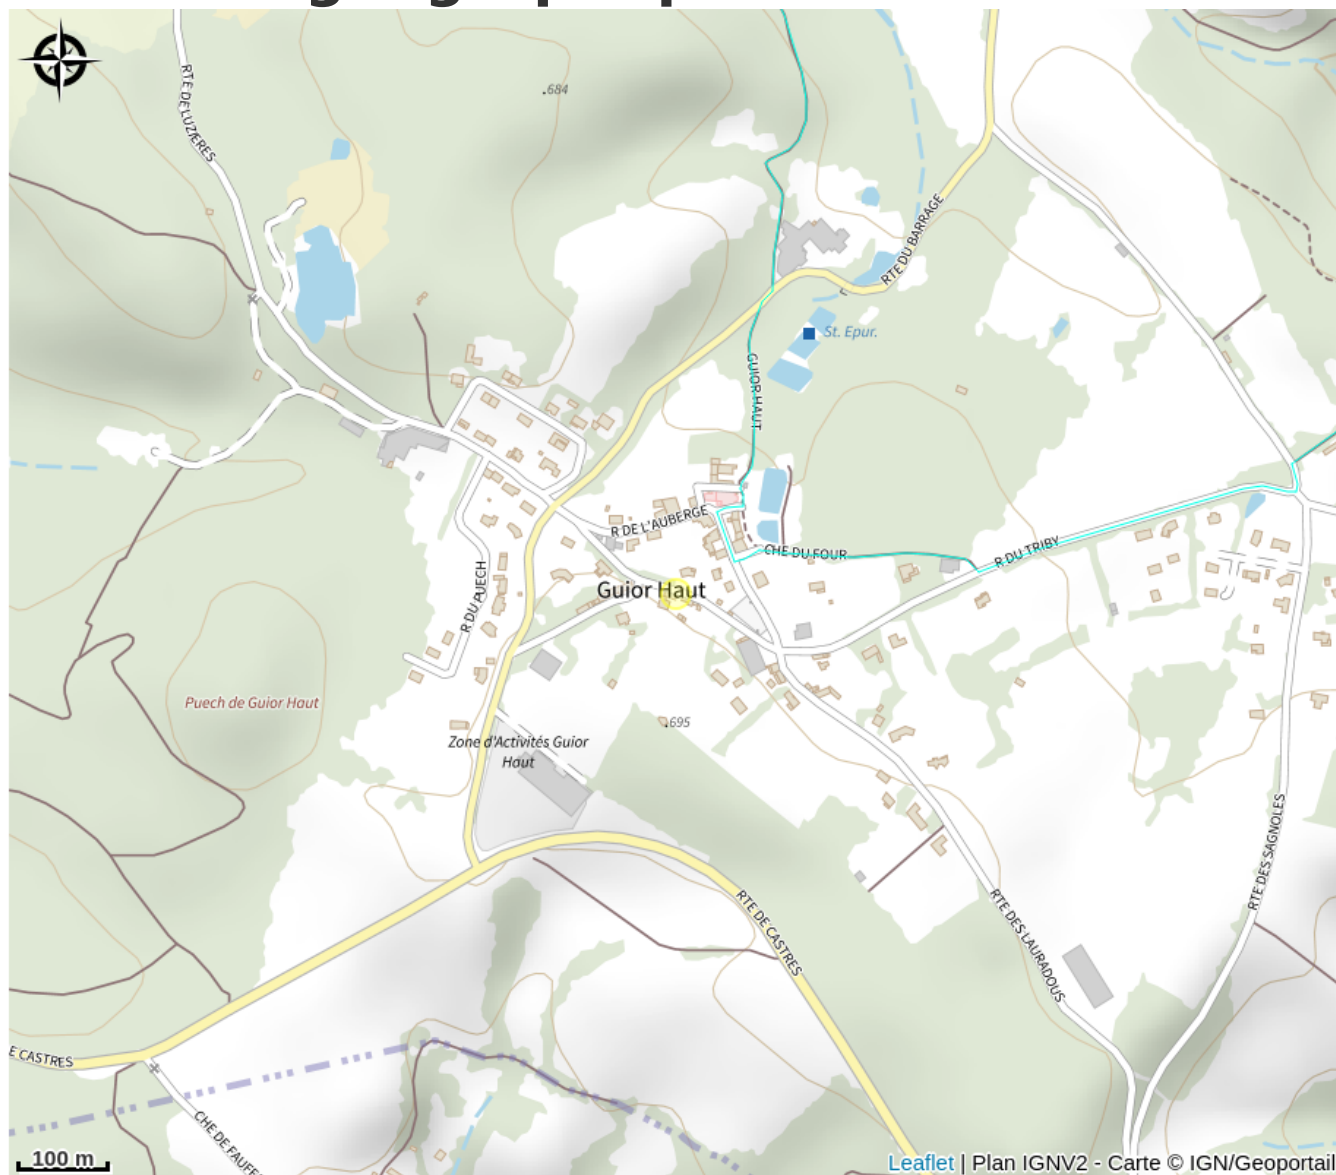 .684
RTE DE LUZIERES
RTE DU BARRAGE
St. Epur.
GUIOR HAUT
R DE L'AUBERGE
CHE DU FOUR
R DU TRIBY
Guior Haut
R DU PUECH
Puech de Guior Haut
.695
Zone d'Activités Guior
Haut
RTE DE CASTRES
RTE DES LAURADOUS
RTE DES SAGNOLES
E CASTRES
CHE DE FAUFE
100 m
Leaflet | Plan IGNV2 - Carte © IGN/Geoportail